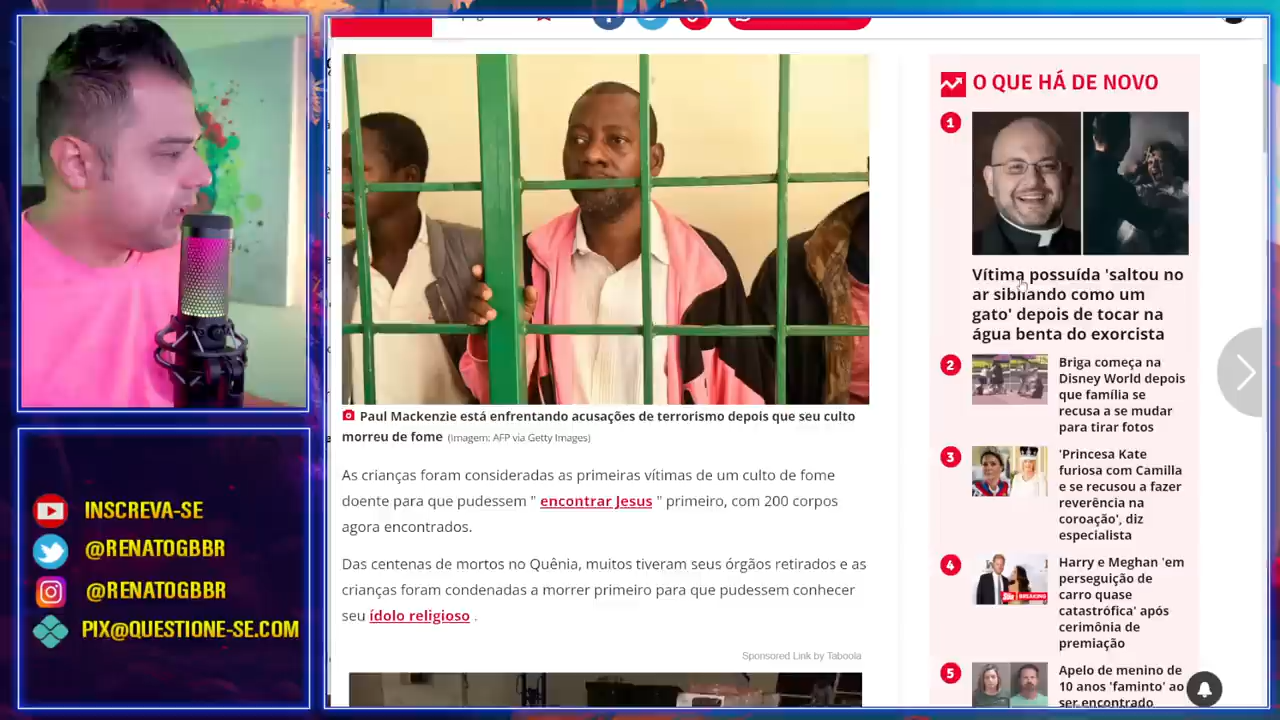 INSCREVA-SE
@RENATOGBBR
@RENATOGBBR
PIX@QUESTIONE-SE.COM
Paul Mackenzie está enfrentando acusações de terrorismo depois que seu culto
morreu de fome (Imagem: AFP via Getty Images)
As crianças foram consideradas as primeiras vítimas de um culto de fome
doente para que pudessem " encontrar Jesus " primeiro, com 200 corpos
agora encontrados.
Das centenas de mortos no Quênia, muitos tiveram seus órgãos retirados e as
crianças foram condenadas a morrer primeiro para que pudessem conhecer
seu ídolo religioso .
Sponsored Link by Taboola
O QUE HÁ DE NOVO
1
Vítima possuída 'saltou no
ar sibilando como um
gato' depois de tocar na
água benta do exorcista
2
Briga começa na
Disney World depois
que família se
recusa a se mudar
para tirar fotos
3
'Princesa Kate
furiosa com Camilla
e se recusou a fazer
reverência na
coroação', diz
especialista
4
BREAKING
Harry e Meghan 'em
perseguição de
carro quase
catastrófica' após
cerimônia de
premiação
5
Apelo de menino de
10 anos 'faminto' ao
ser encontrado